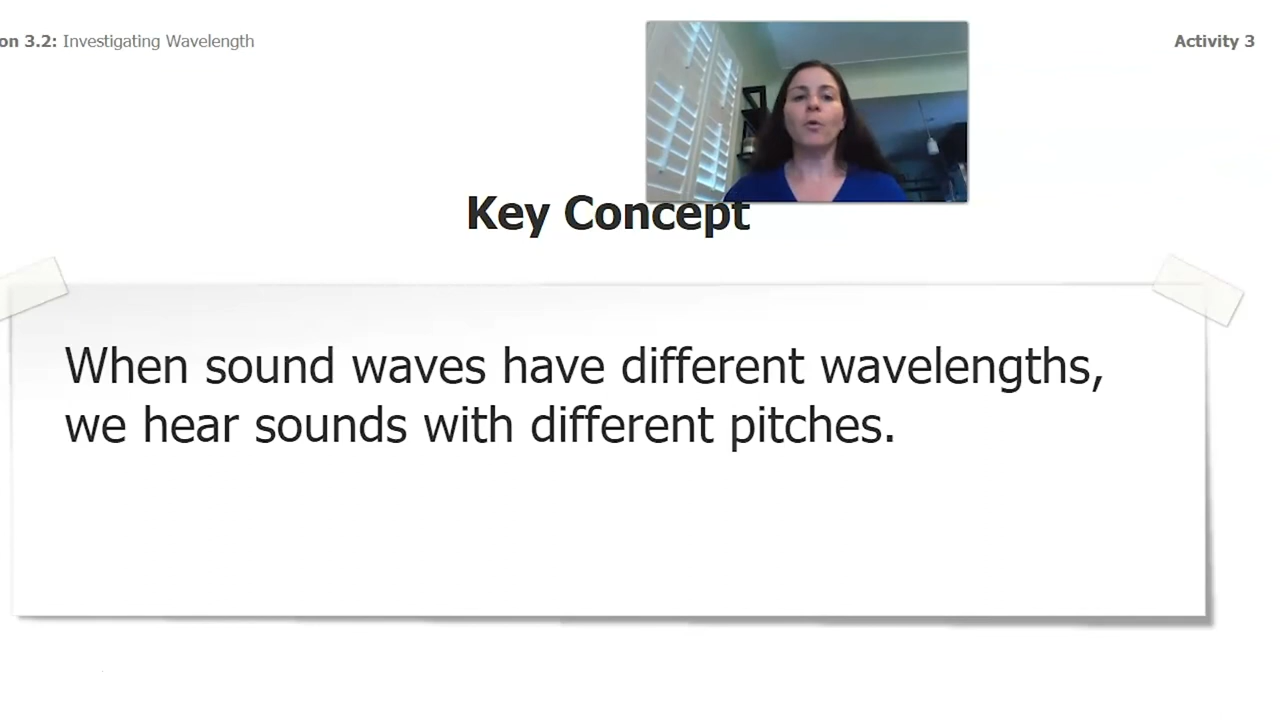 on 3.2: Investigating Wavelength
Activity 3
Key Concept
When sound waves have different wavelengths,
we hear sounds with different pitches.